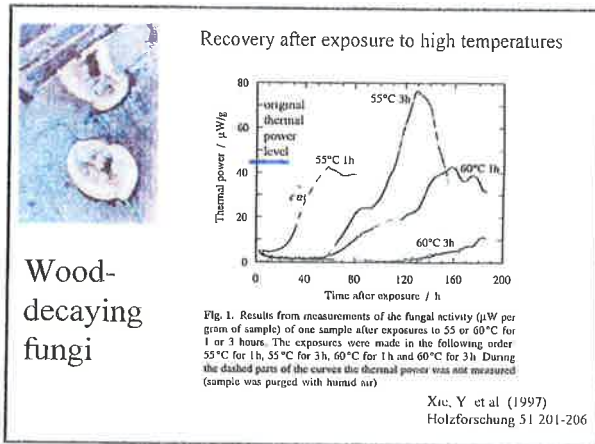 Recovery after exposure to high temperatures
80
60
40
20
0
Thermal power / µW/g
original
thermal
power
level
55°C 1h
55°C 3h
60°C 1h
60°C 3h
0
40
80
120
160
200
Time after exposure / h
Wood-
decaying
fungi
Fig. 1. Results from measurements of the fungal activity (µW per
gram of sample) of one sample after exposures to 55 or 60°C for
1 or 3 hours. The exposures were made in the following order
55°C for 1h, 55°C for 3h, 60°C for 1h and 60°C for 3h During
the dashed parts of the curves the thermal power was not measured
(sample was purged with humid air)
Xie, Y et al (1997)
Holzforschung 51 201-206